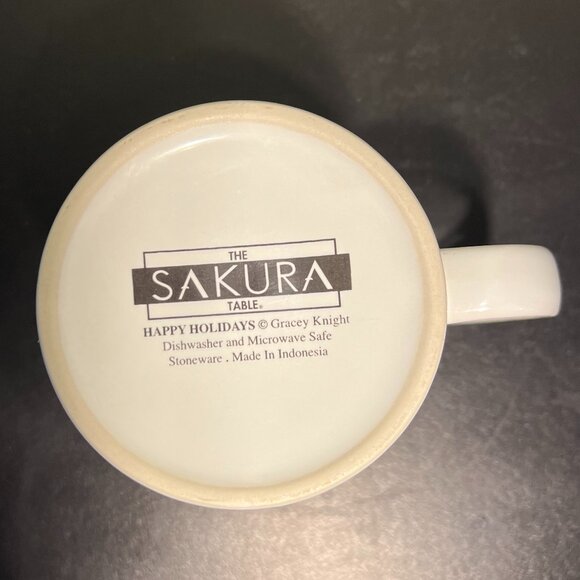 THE
SAKURA
TABLE®
HAPPY HOLIDAYS © Gracey Knight
Dishwasher and Microwave Safe
Stoneware . Made In Indonesia